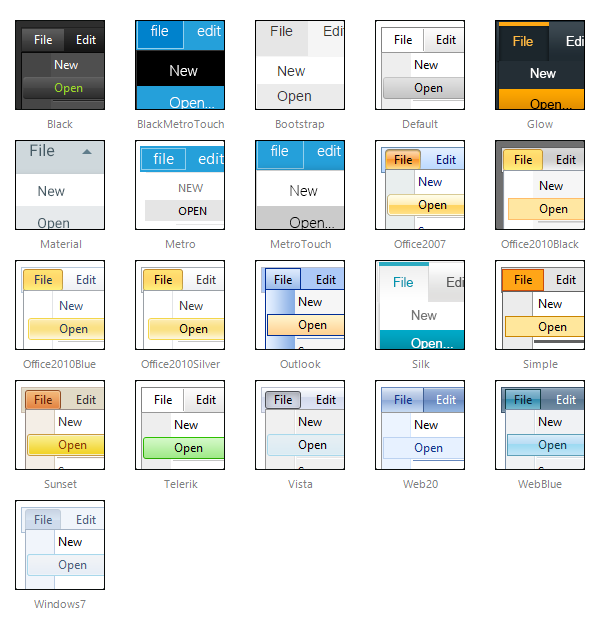 File Edit
New
Open
Black
file edit
New
Open...
BlackMetroTouch
File
New
Open
Bootstrap
File Edit
New
Open
Default
File
New
Open...
Glow
File
New
Open
Material
file edit
NEW
OPEN
Metro
file edit
New
Open...
MetroTouch
File Edit
New
Open
Office2007
File Edit
New
Open
Office2010Black
File Edit
New
Open
Office2010Blue
File Edit
New
Open
Office2010Silver
File Edit
New
Open
Outlook
File
New
Open...
Silk
File Edit
New
Open
Simple
File Edit
New
Open
Sunset
File Edit
New
Open
Telerik
File Edit
New
Open
Vista
File Edit
New
Open
Web20
File Edit
New
Open
WebBlue
File Edit
New
Open
Windows7